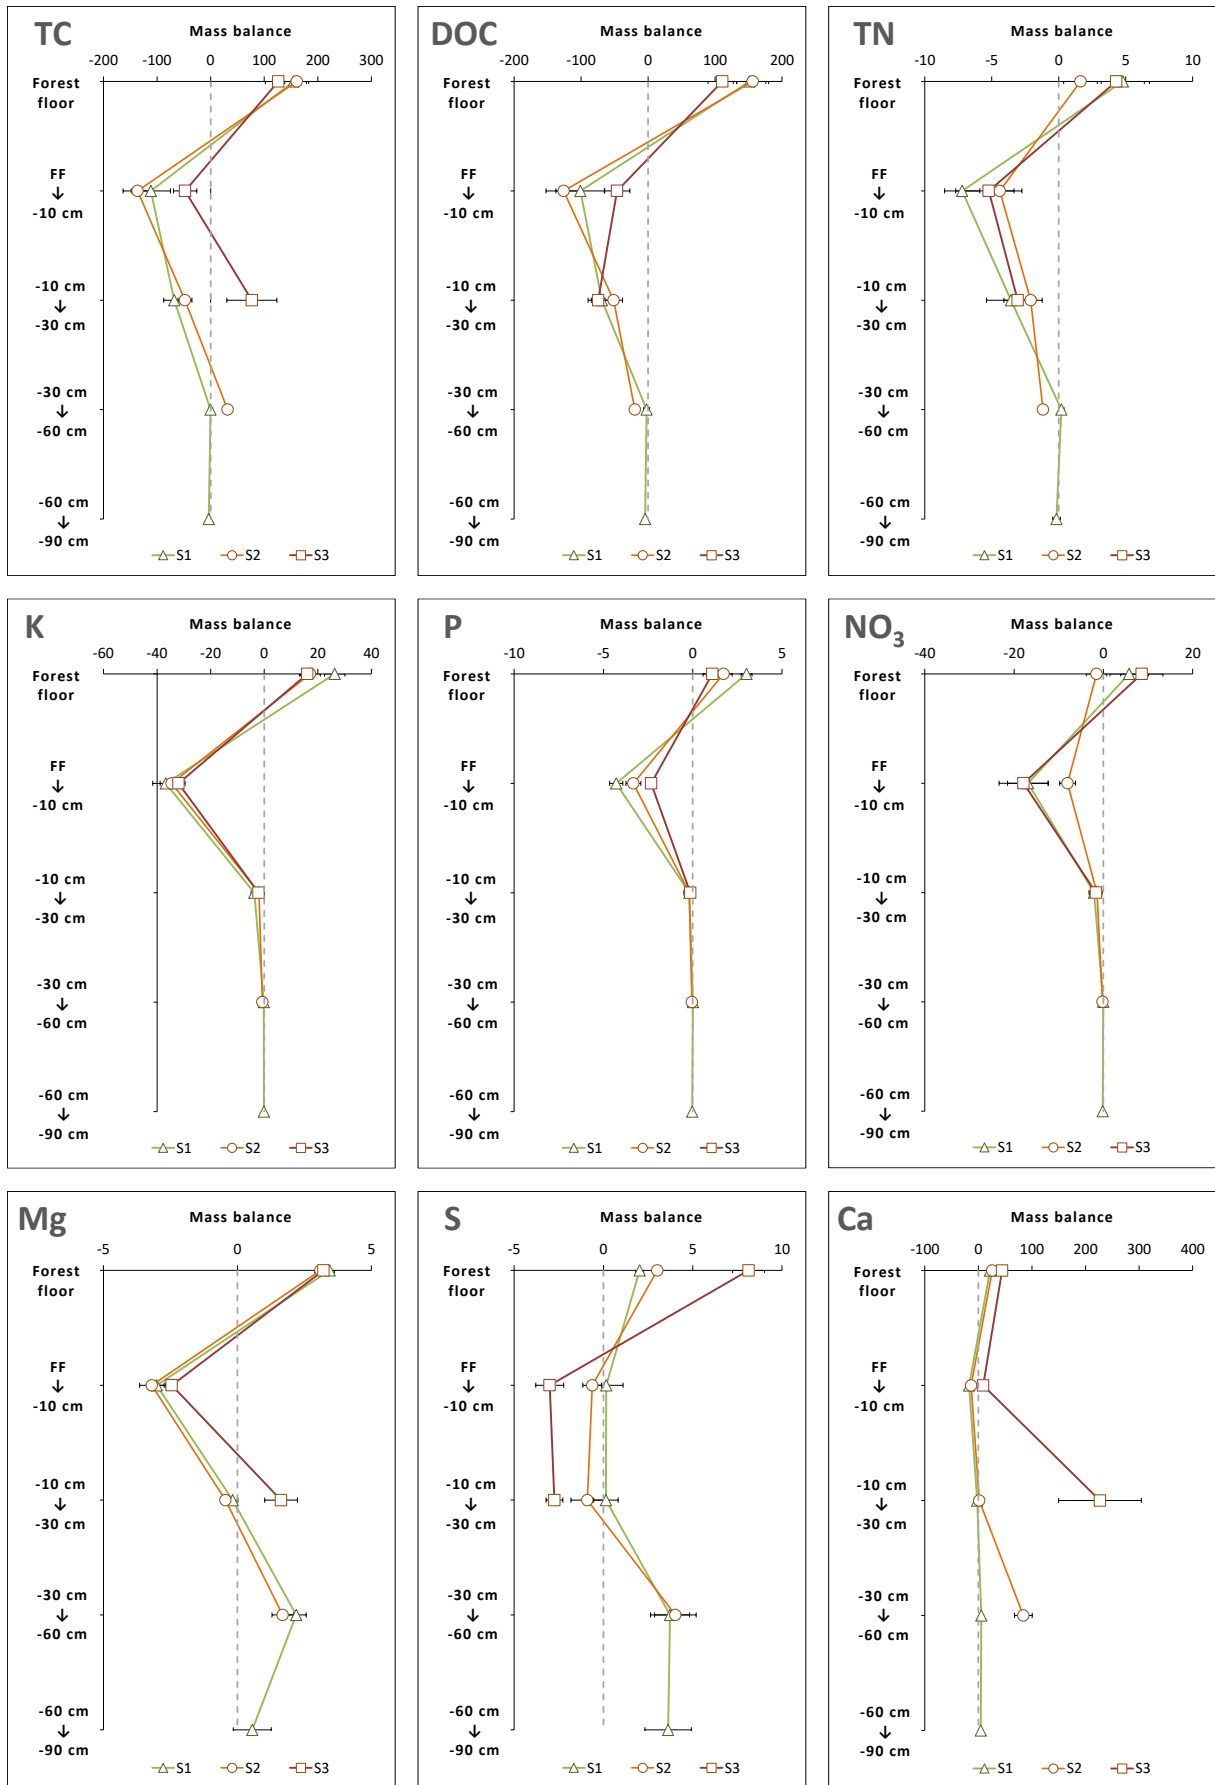 TC
Mass balance
-200 -100 0 100 200 300
Forest
floor
FF
↓
-10 cm
-10 cm
↓
-30 cm
-30 cm
↓
-60 cm
-60 cm
↓
-90 cm
S1 S2 S3
DOC
Mass balance
-200 -100 0 100 200
Forest
floor
FF
↓
-10 cm
-10 cm
↓
-30 cm
-30 cm
↓
-60 cm
-60 cm
↓
-90 cm
S1 S2 S3
TN
Mass balance
-10 -5 0 5 10
Forest
floor
FF
↓
-10 cm
-10 cm
↓
-30 cm
-30 cm
↓
-60 cm
-60 cm
↓
-90 cm
S1 S2 S3
K
Mass balance
-60 -40 -20 0 20 40
Forest
floor
FF
↓
-10 cm
-10 cm
↓
-30 cm
-30 cm
↓
-60 cm
-60 cm
↓
-90 cm
S1 S2 S3
P
Mass balance
-10 -5 0 5
Forest
floor
FF
↓
-10 cm
-10 cm
↓
-30 cm
-30 cm
↓
-60 cm
-60 cm
↓
-90 cm
S1 S2 S3
NO₃
Mass balance
-40 -20 0 20
Forest
floor
FF
↓
-10 cm
-10 cm
↓
-30 cm
-30 cm
↓
-60 cm
-60 cm
↓
-90 cm
S1 S2 S3
Mg
Mass balance
-5 0 5
Forest
floor
FF
↓
-10 cm
-10 cm
↓
-30 cm
-30 cm
↓
-60 cm
-60 cm
↓
-90 cm
S1 S2 S3
S
Mass balance
-5 0 5 10
Forest
floor
FF
↓
-10 cm
-10 cm
↓
-30 cm
-30 cm
↓
-60 cm
-60 cm
↓
-90 cm
S1 S2 S3
Ca
Mass balance
-100 0 100 200 300 400
Forest
floor
FF
↓
-10 cm
-10 cm
↓
-30 cm
-30 cm
↓
-60 cm
-60 cm
↓
-90 cm
S1 S2 S3